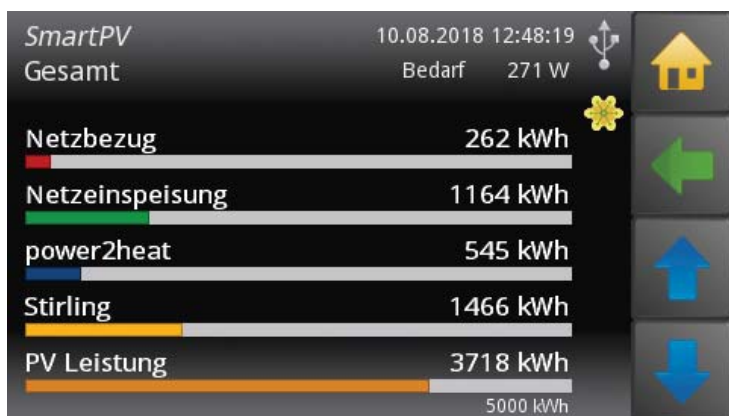 SmartPV 10.08.2018 12:48:19
Gesamt Bedarf 271 W
Netzbezug 262 kWh
Netzeinspeisung 1164 kWh
power2heat 545 kWh
Stirling 1466 kWh
PV Leistung 3718 kWh
5000 kWh